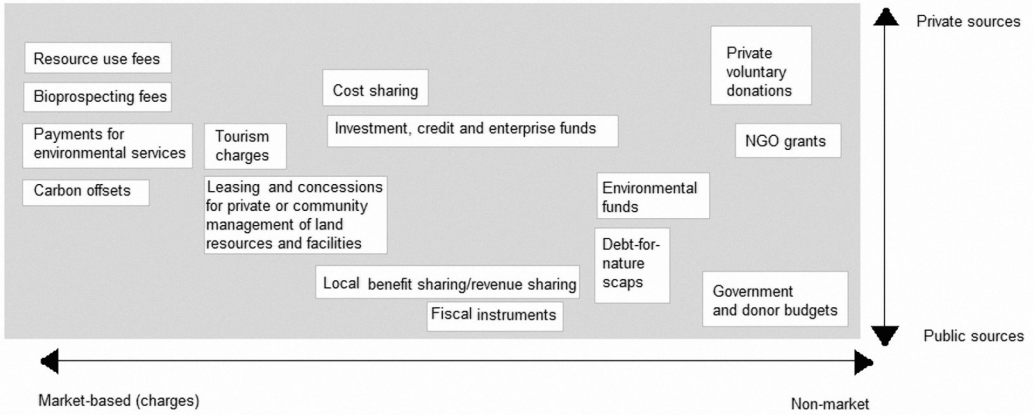 Private sources
Resource use fees
Private
voluntary
donations
Bioprospecting fees
Cost sharing
Payments for
environmental services
Tourism
charges
Investment, credit and enterprise funds
NGO grants
Carbon offsets
Leasing and concessions
for private or community
management of land
resources and facilities
Environmental
funds
Debt-for-
nature
scaps
Local benefit sharing/revenue sharing
Government
and donor budgets
Fiscal instruments
Public sources
Market-based (charges)
Non-market